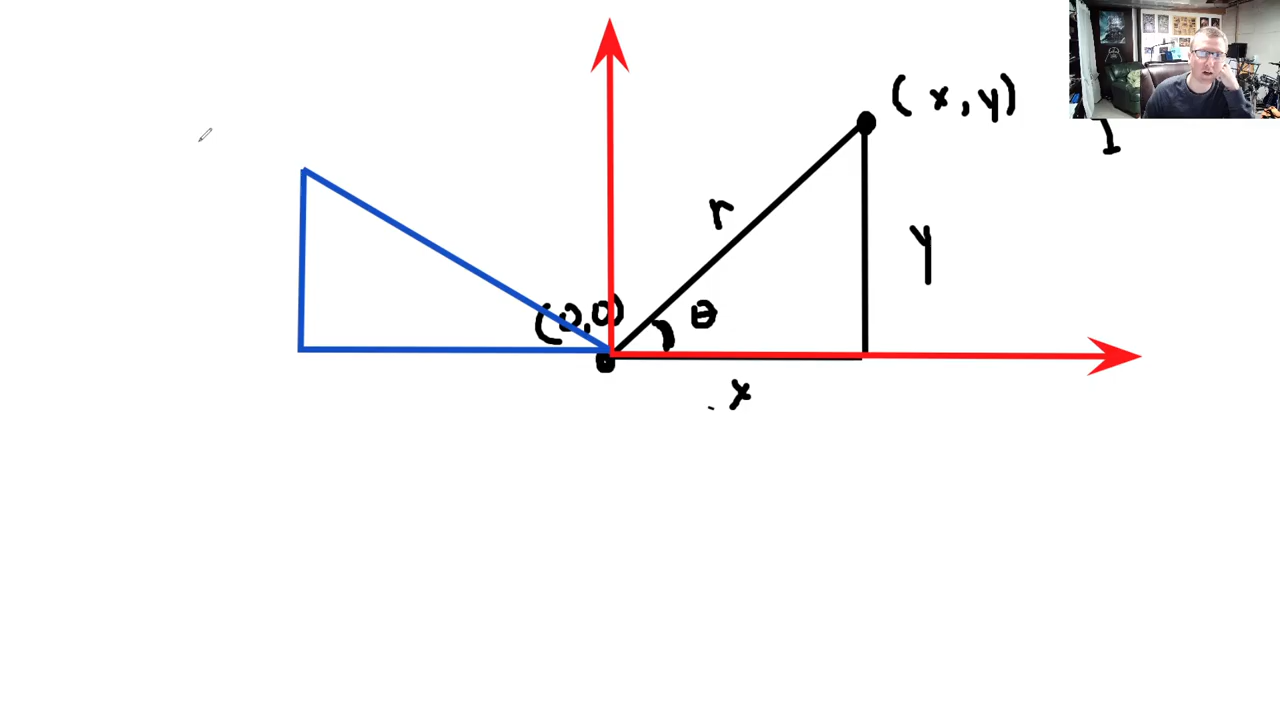 (x,y)
I
r
y
(0,0)
θ
x